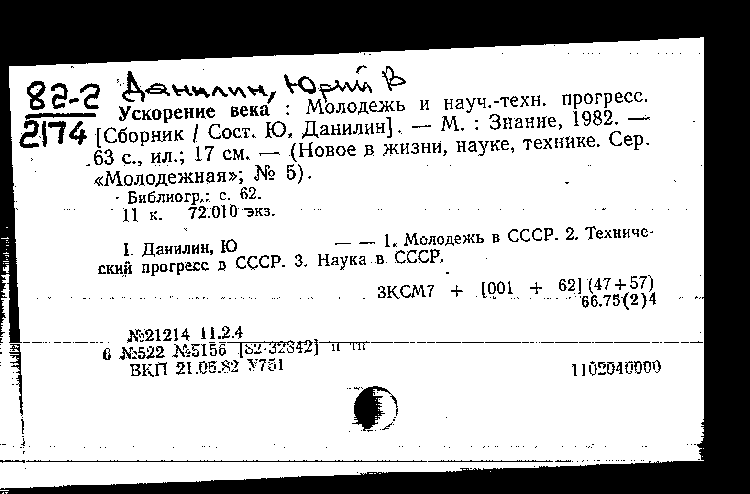 82-2
2174
Данилин, Юрий В
Ускорение века : Молодежь и науч.-техн. прогресс.
[Сборник / Сост. Ю. Данилин]. — М. : Знание, 1982. —
63 с., ил.; 17 см. — (Новое в жизни, науке, технике. Сер.
«Молодежная»; № 5).
Библиогр.: с. 62.
11 к. 72.010 экз.
I. Данилин, Ю — — 1. Молодежь в СССР. 2. Техниче-
ский прогресс в СССР. 3. Наука в СССР.
ЗКСМ7 + [001 + 62] (47+57)
66.75(2)4
№21214 11.2.4
6 №522 №5156 [82-32842] п тп
ВКП 21.05.82 У751
1102040000